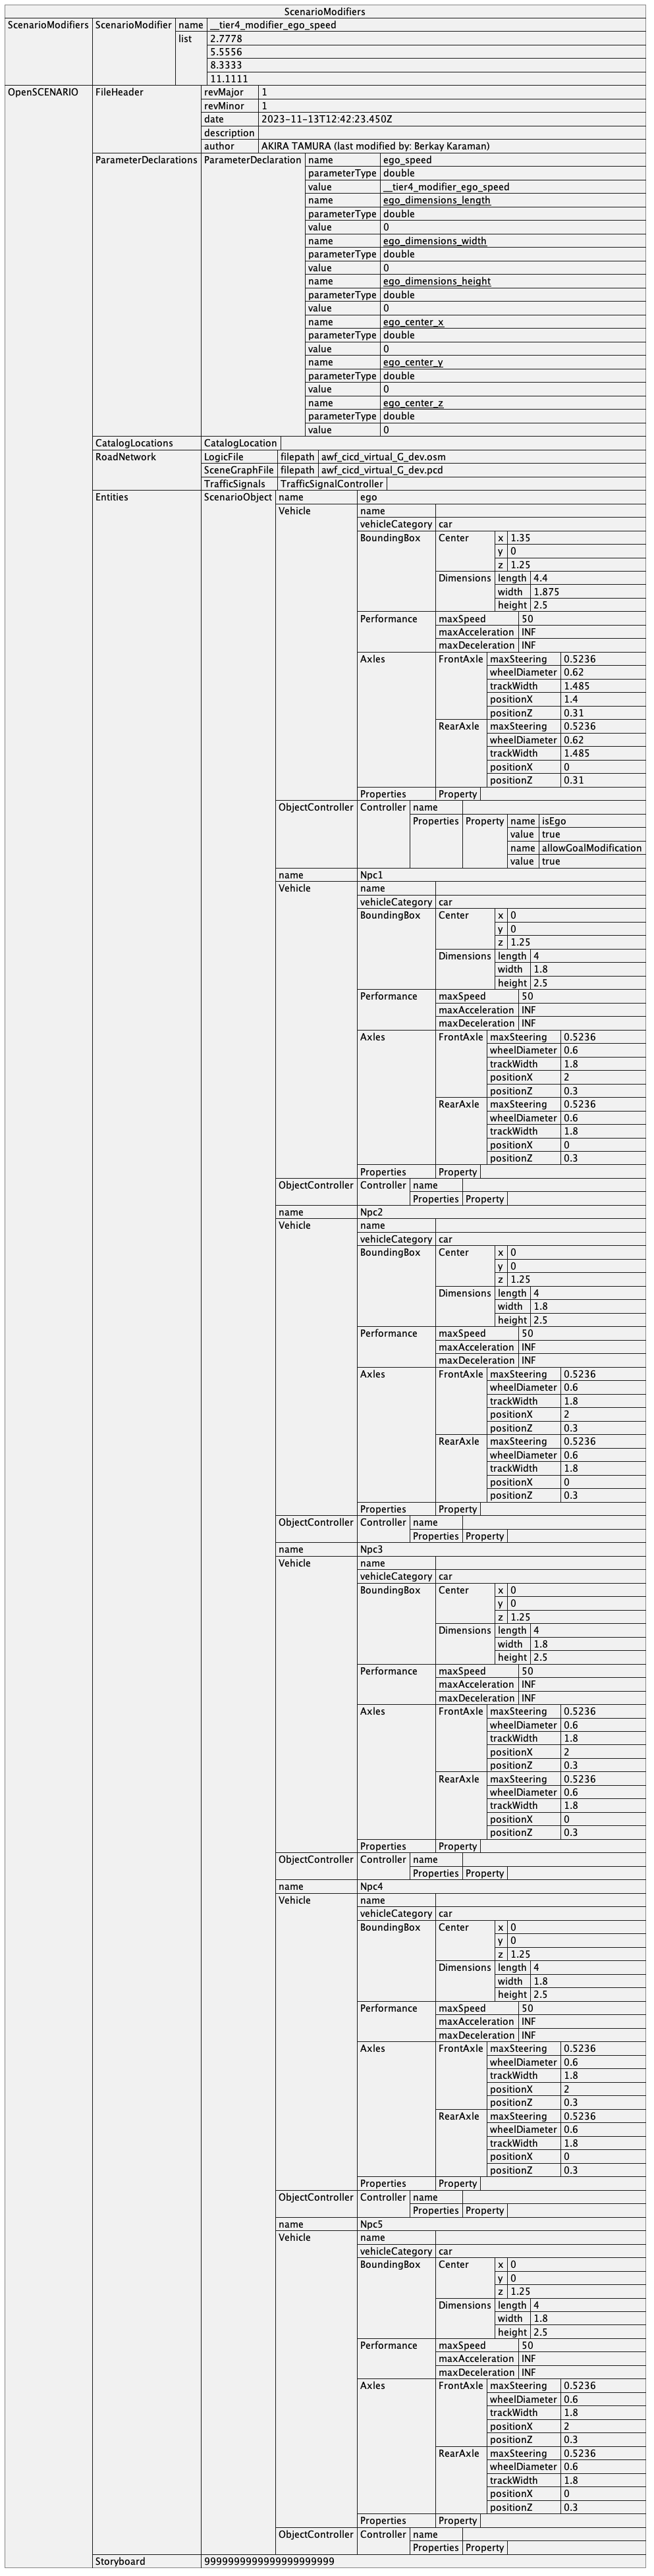 ScenarioModifiers
ScenarioModifiers ScenarioModifier name __tier4_modifier_ego_speed
list 2.7778
5.5556
8.3333
11.1111
OpenSCENARIO FileHeader revMajor 1
revMinor 1
date 2023-11-13T12:42:23.450Z
description
author AKIRA TAMURA (last modified by: Berkay Karaman)
ParameterDeclarations ParameterDeclaration name ego_speed
parameterType double
value __tier4_modifier_ego_speed
name ego_dimensions_length
parameterType double
value 0
name ego_dimensions_width
parameterType double
value 0
name ego_dimensions_height
parameterType double
value 0
name ego_center_x
parameterType double
value 0
name ego_center_y
parameterType double
value 0
name ego_center_z
parameterType double
value 0
CatalogLocations CatalogLocation
RoadNetwork LogicFile filepath awf_cicd_virtual_G_dev.osm
SceneGraphFile filepath awf_cicd_virtual_G_dev.pcd
TrafficSignals TrafficSignalController
Entities ScenarioObject name ego
Vehicle name
vehicleCategory car
BoundingBox Center x 1.35
y 0
z 1.25
Dimensions length 4.4
width 1.875
height 2.5
Performance maxSpeed 50
maxAcceleration INF
maxDeceleration INF
Axles FrontAxle maxSteering 0.5236
wheelDiameter 0.62
trackWidth 1.485
positionX 1.4
positionZ 0.31
RearAxle maxSteering 0.5236
wheelDiameter 0.62
trackWidth 1.485
positionX 0
positionZ 0.31
Properties Property
ObjectController Controller name
Properties Property name isEgo
value true
name allowGoalModification
value true
name Npc1
Vehicle name
vehicleCategory car
BoundingBox Center x 0
y 0
z 1.25
Dimensions length 4
width 1.8
height 2.5
Performance maxSpeed 50
maxAcceleration INF
maxDeceleration INF
Axles FrontAxle maxSteering 0.5236
wheelDiameter 0.6
trackWidth 1.8
positionX 2
positionZ 0.3
RearAxle maxSteering 0.5236
wheelDiameter 0.6
trackWidth 1.8
positionX 0
positionZ 0.3
Properties Property
ObjectController Controller name
Properties Property
name Npc2
Vehicle name
vehicleCategory car
BoundingBox Center x 0
y 0
z 1.25
Dimensions length 4
width 1.8
height 2.5
Performance maxSpeed 50
maxAcceleration INF
maxDeceleration INF
Axles FrontAxle maxSteering 0.5236
wheelDiameter 0.6
trackWidth 1.8
positionX 2
positionZ 0.3
RearAxle maxSteering 0.5236
wheelDiameter 0.6
trackWidth 1.8
positionX 0
positionZ 0.3
Properties Property
ObjectController Controller name
Properties Property
name Npc3
Vehicle name
vehicleCategory car
BoundingBox Center x 0
y 0
z 1.25
Dimensions length 4
width 1.8
height 2.5
Performance maxSpeed 50
maxAcceleration INF
maxDeceleration INF
Axles FrontAxle maxSteering 0.5236
wheelDiameter 0.6
trackWidth 1.8
positionX 2
positionZ 0.3
RearAxle maxSteering 0.5236
wheelDiameter 0.6
trackWidth 1.8
positionX 0
positionZ 0.3
Properties Property
ObjectController Controller name
Properties Property
name Npc4
Vehicle name
vehicleCategory car
BoundingBox Center x 0
y 0
z 1.25
Dimensions length 4
width 1.8
height 2.5
Performance maxSpeed 50
maxAcceleration INF
maxDeceleration INF
Axles FrontAxle maxSteering 0.5236
wheelDiameter 0.6
trackWidth 1.8
positionX 2
positionZ 0.3
RearAxle maxSteering 0.5236
wheelDiameter 0.6
trackWidth 1.8
positionX 0
positionZ 0.3
Properties Property
ObjectController Controller name
Properties Property
name Npc5
Vehicle name
vehicleCategory car
BoundingBox Center x 0
y 0
z 1.25
Dimensions length 4
width 1.8
height 2.5
Performance maxSpeed 50
maxAcceleration INF
maxDeceleration INF
Axles FrontAxle maxSteering 0.5236
wheelDiameter 0.6
trackWidth 1.8
positionX 2
positionZ 0.3
RearAxle maxSteering 0.5236
wheelDiameter 0.6
trackWidth 1.8
positionX 0
positionZ 0.3
Properties Property
ObjectController Controller name
Properties Property
Storyboard 9999999999999999999999